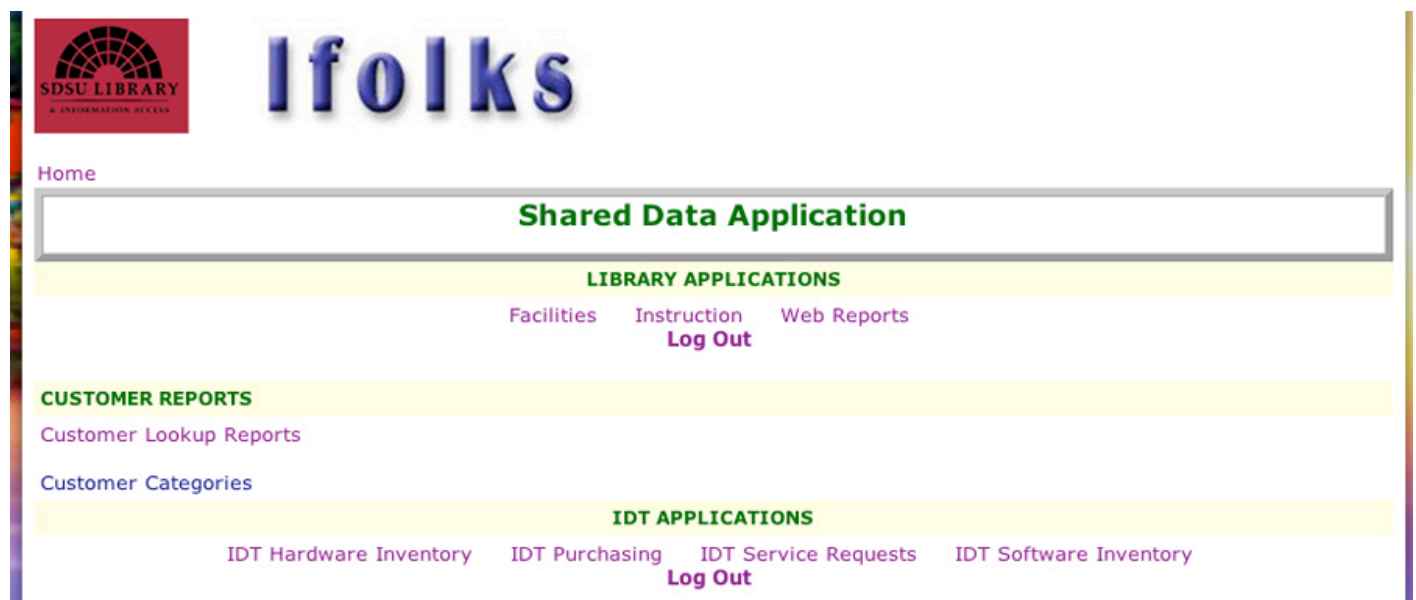 SDSU LIBRARY
& INFORMATION ACCESS
Ifolks
Home
Shared Data Application
LIBRARY APPLICATIONS
Facilities Instruction Web Reports
Log Out
CUSTOMER REPORTS
Customer Lookup Reports
Customer Categories
IDT APPLICATIONS
IDT Hardware Inventory IDT Purchasing IDT Service Requests IDT Software Inventory
Log Out